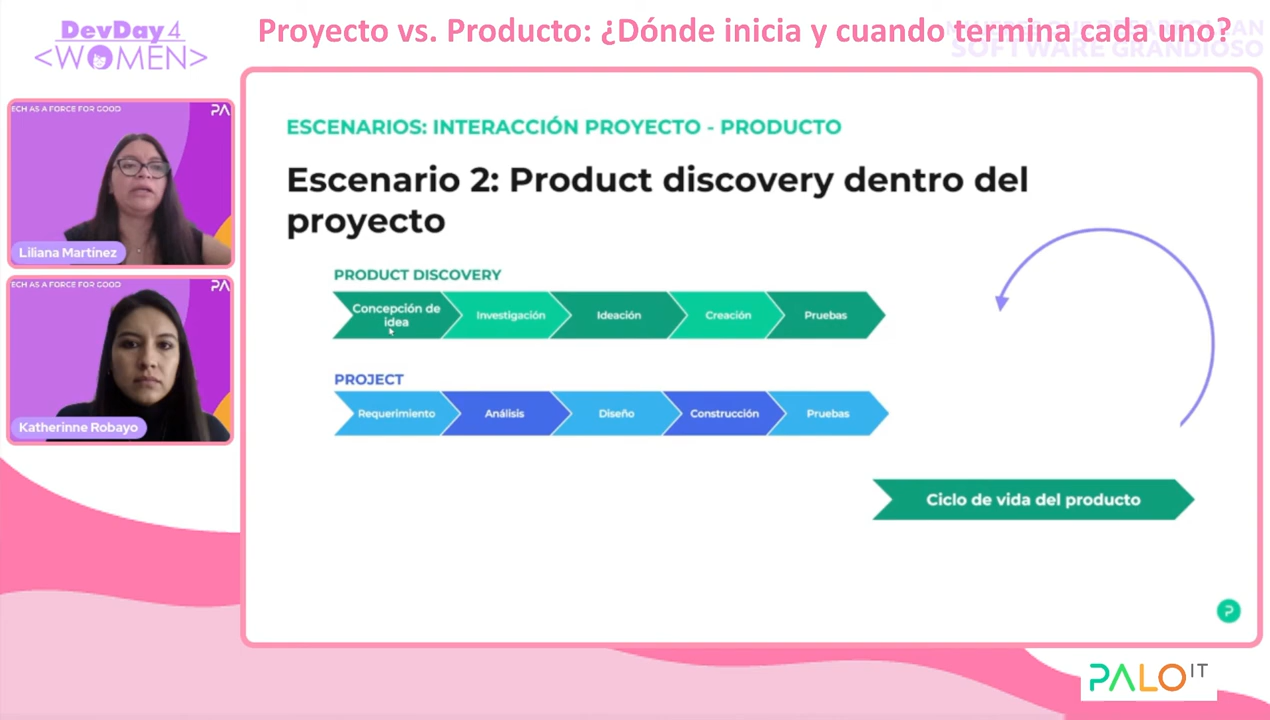 DevDay4
<WOMEN>
Proyecto vs. Producto: ¿Dónde inicia y cuando termina cada uno?
SOFTWARE GRANDIOSO
ECH AS A FORCE FOR GOOD
PA
Liliana Martínez
ECH AS A FORCE FOR GOOD
PA
Katherinne Robayo
ESCENARIOS: INTERACCIÓN PROYECTO - PRODUCTO
Escenario 2: Product discovery dentro del
proyecto
PRODUCT DISCOVERY
Concepción de
idea
Investigación
Ideación
Creación
Pruebas
PROJECT
Requerimiento
Análisis
Diseño
Construcción
Pruebas
Ciclo de vida del producto
PALO IT